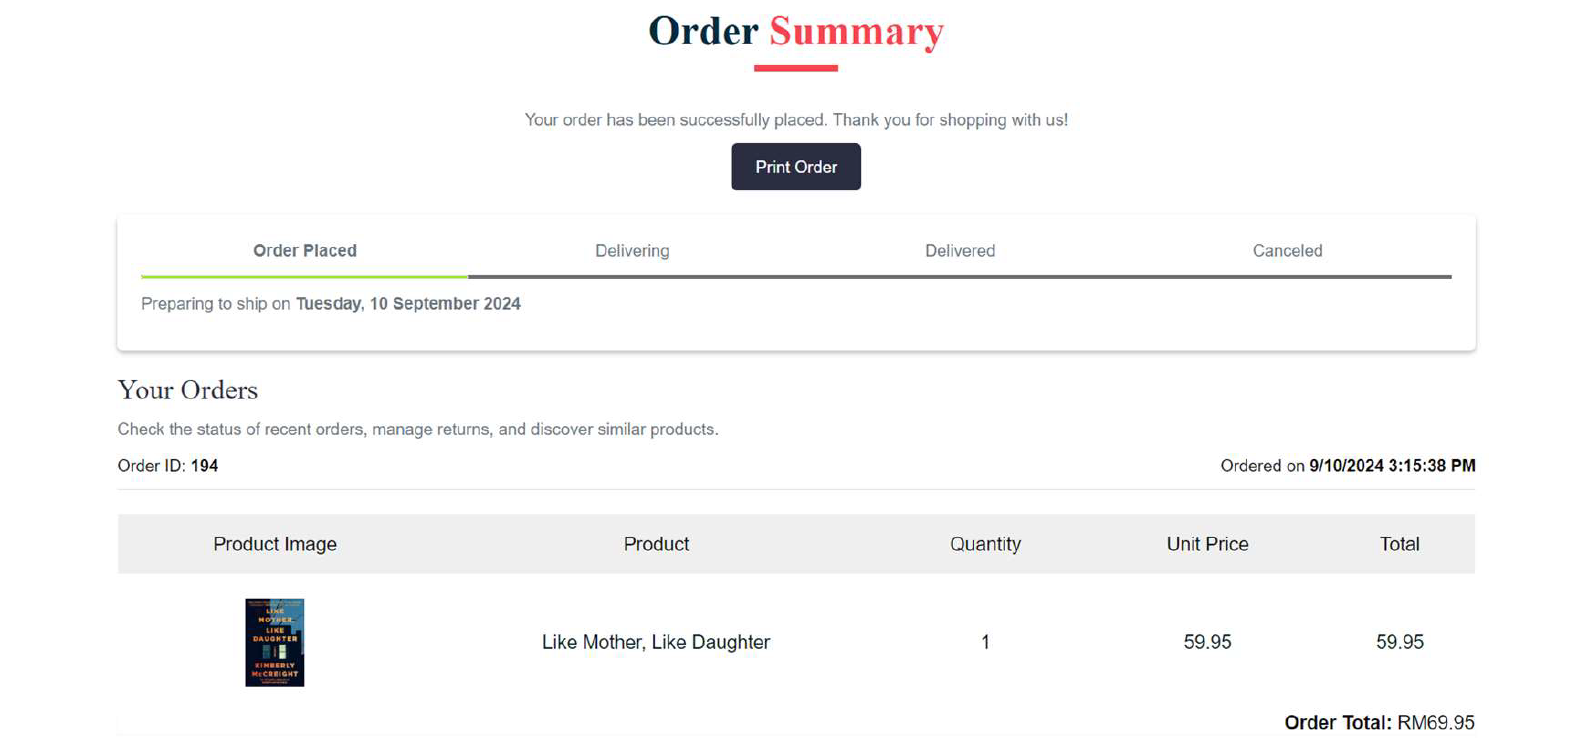 Order Summary
Your order has been successfully placed. Thank you for shopping with us!
Print Order
Order Placed Delivering Delivered Canceled
Preparing to ship on Tuesday, 10 September 2024
Your Orders
Check the status of recent orders, manage returns, and discover similar products.
Order ID: 194 Ordered on 9/10/2024 3:15:38 PM
Product Image Product Quantity Unit Price Total
LIKE
MOTHER,
LIKE
DAUGHTER
KIMBERLY
McCREIGHT
Like Mother, Like Daughter 1 59.95 59.95
Order Total: RM69.95